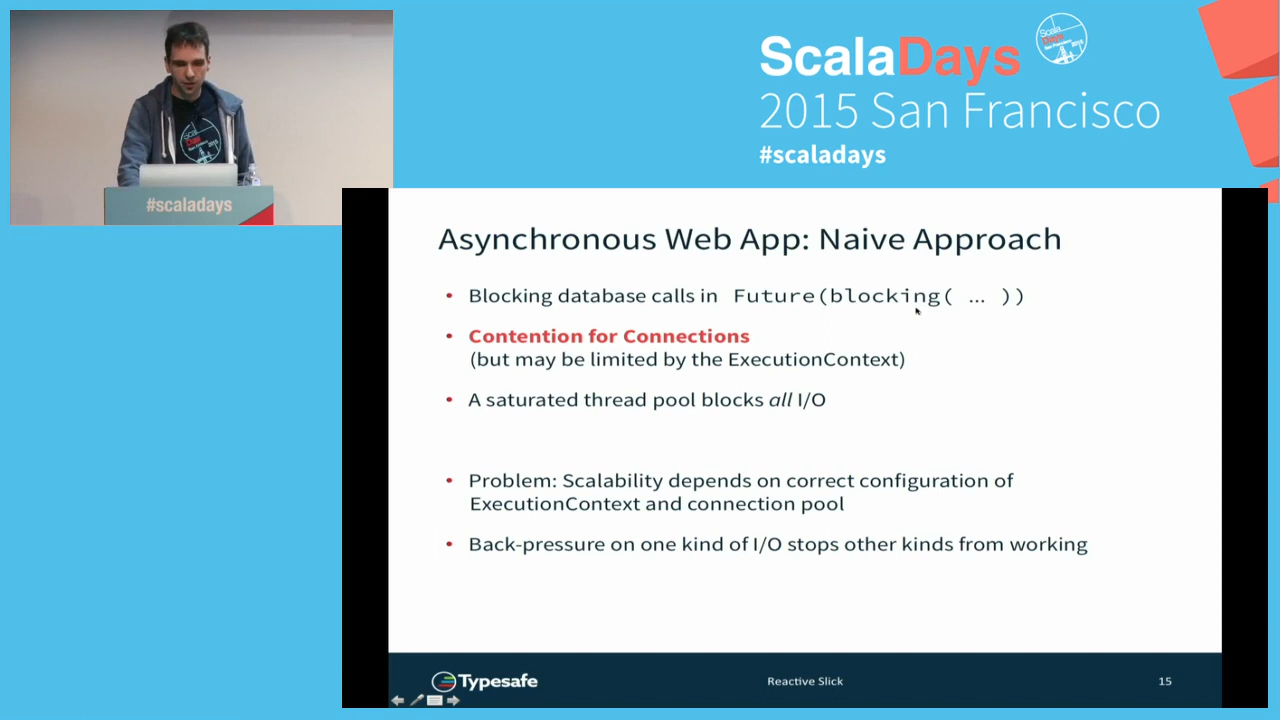 ScalaDays
2015 San Francisco
#scaladays
Scala
Days
#scaladays
Asynchronous Web App: Naive Approach
• Blocking database calls in Future(blocking( … ))
• Contention for Connections
(but may be limited by the ExecutionContext)
• A saturated thread pool blocks all I/O
• Problem: Scalability depends on correct configuration of
ExecutionContext and connection pool
• Back-pressure on one kind of I/O stops other kinds from working
Typesafe
Reactive Slick
15